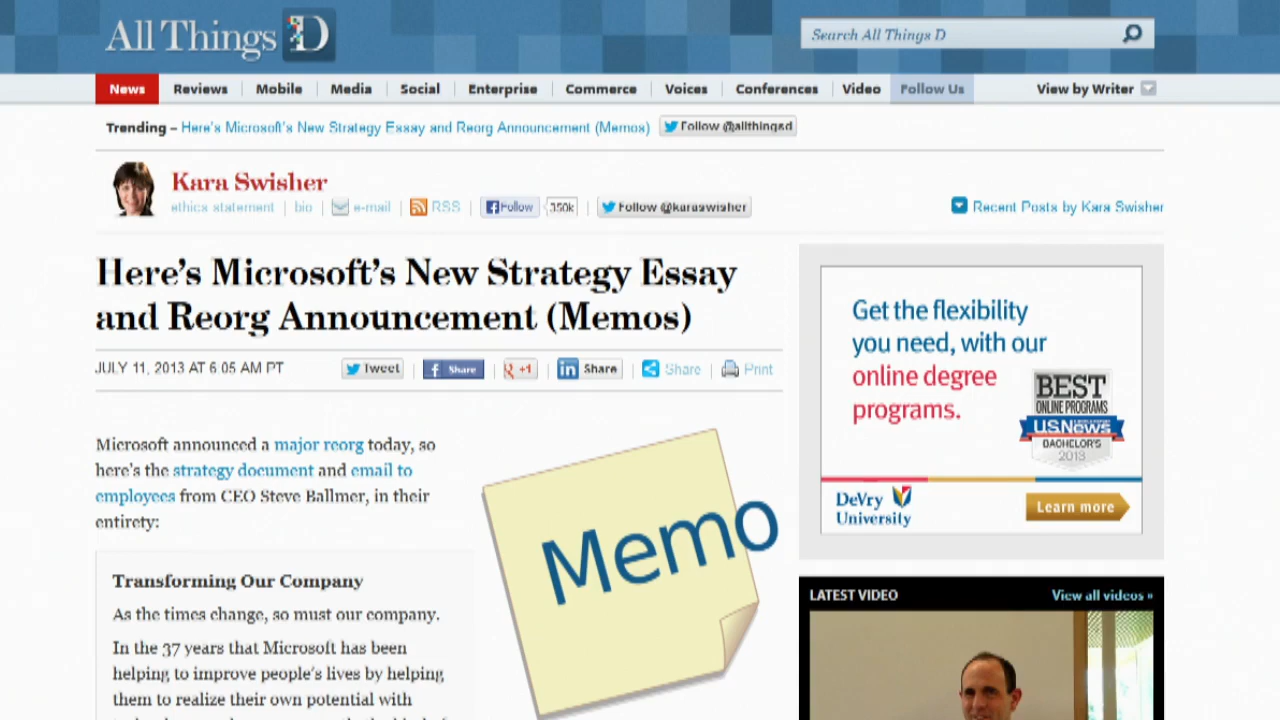 All Things D
Search All Things D
News Reviews Mobile Media Social Enterprise Commerce Voices Conferences Video Follow Us View by Writer
Trending – Here's Microsoft's New Strategy Essay and Reorg Announcement (Memos) Follow @allthingsd
Kara Swisher
ethics statement | bio | e-mail | RSS | Follow 350k | Follow @karaswisher
Recent Posts by Kara Swisher
Here's Microsoft's New Strategy Essay
and Reorg Announcement (Memos)
JULY 11, 2013 AT 6:05 AM PT
Tweet | Share | +1 | Share | Share | Print
Microsoft announced a major reorg today, so
here's the strategy document and email to
employees from CEO Steve Ballmer, in their
entirety:
Transforming Our Company
As the times change, so must our company.
In the 37 years that Microsoft has been
helping to improve people's lives by helping
them to realize their own potential with
Memo
Get the flexibility
you need, with our
online degree
programs.
BEST
ONLINE PROGRAMS
U.S.News
BACHELOR'S
2013
DeVry
University
Learn more
LATEST VIDEO
View all videos »